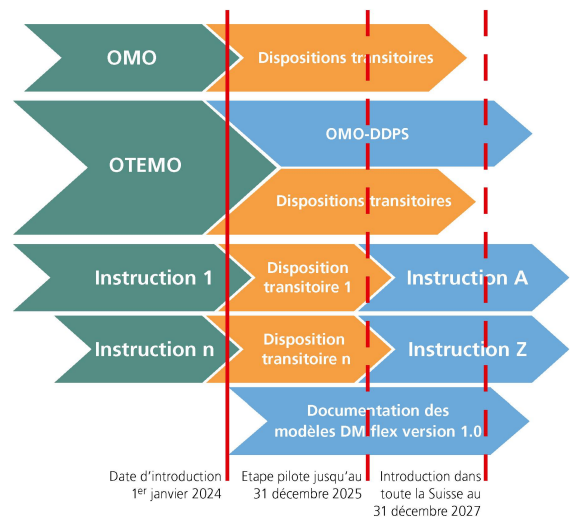 OMO
Dispositions transitoires
OMO-DDPS
OTEMO
Dispositions transitoires
Instruction 1
Disposition
transitoire 1
Instruction A
Instruction n
Disposition
transitoire n
Instruction Z
Documentation des
modèles DM.flex version 1.0
Date d'introduction
1er janvier 2024
Etape pilote jusqu'au
31 décembre 2025
Introduction dans
toute la Suisse au
31 décembre 2027